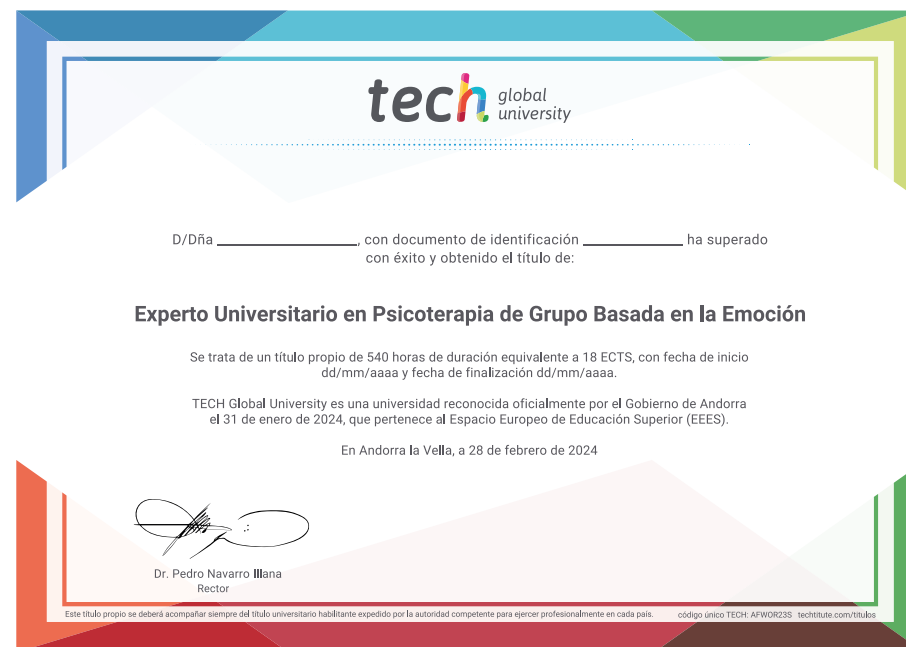 tech global
university
D/Dña ______________, con documento de identificación __________ ha superado
con éxito y obtenido el título de:
Experto Universitario en Psicoterapia de Grupo Basada en la Emoción
Se trata de un título propio de 540 horas de duración equivalente a 18 ECTS, con fecha de inicio
dd/mm/aaaa y fecha de finalización dd/mm/aaaa.
TECH Global University es una universidad reconocida oficialmente por el Gobierno de Andorra
el 31 de enero de 2024, que pertenece al Espacio Europeo de Educación Superior (EEES).
En Andorra la Vella, a 28 de febrero de 2024
Dr. Pedro Navarro Illana
Rector
Este título propio se deberá acompañar siempre del título universitario habilitante expedido por la autoridad competente para ejercer profesionalmente en cada país. código único TECH: AFWOR23S techtitute.com/titulos